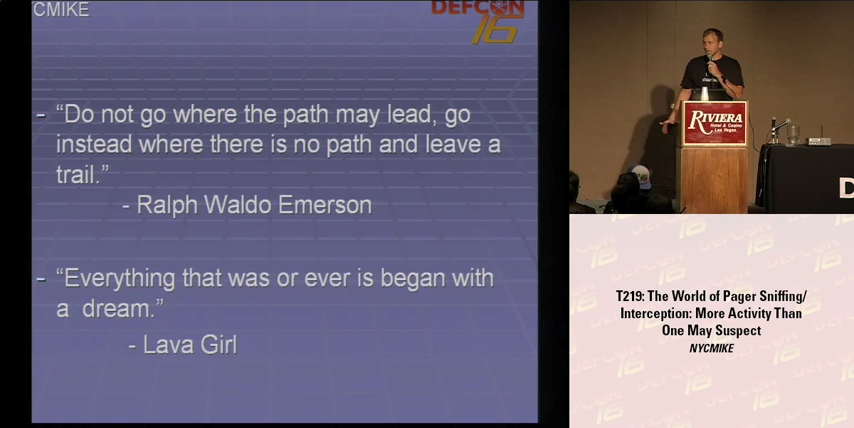 CMIKE
DEFCON
16
- “Do not go where the path may lead, go
instead where there is no path and leave a
trail.”
- Ralph Waldo Emerson
- “Everything that was or ever is began with
a dream.”
- Lava Girl
RIVIERA
Hotel & Casino
Las Vegas
D
T219: The World of Pager Sniffing/
Interception: More Activity Than
One May Suspect
NYCMIKE